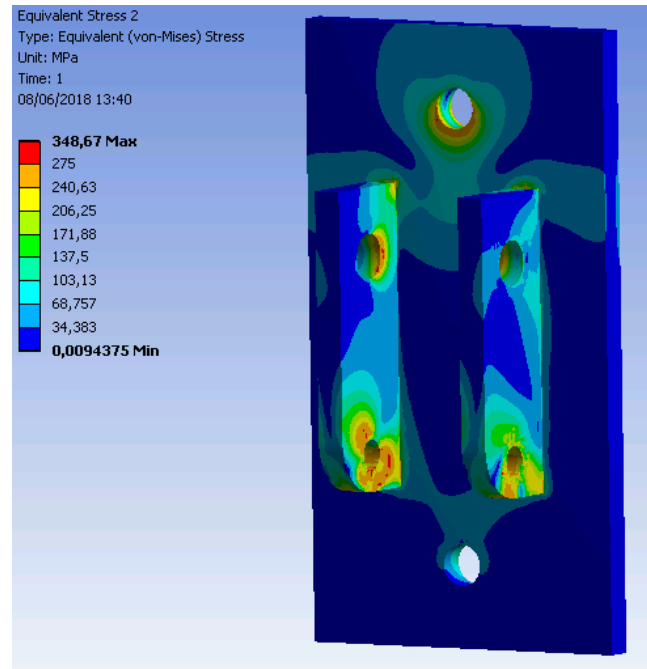 Equivalent Stress 2
Type: Equivalent (von-Mises) Stress
Unit: MPa
Time: 1
08/06/2018 13:40
348,67 Max
275
240,63
206,25
171,88
137,5
103,13
68,757
34,383
0,0094375 Min